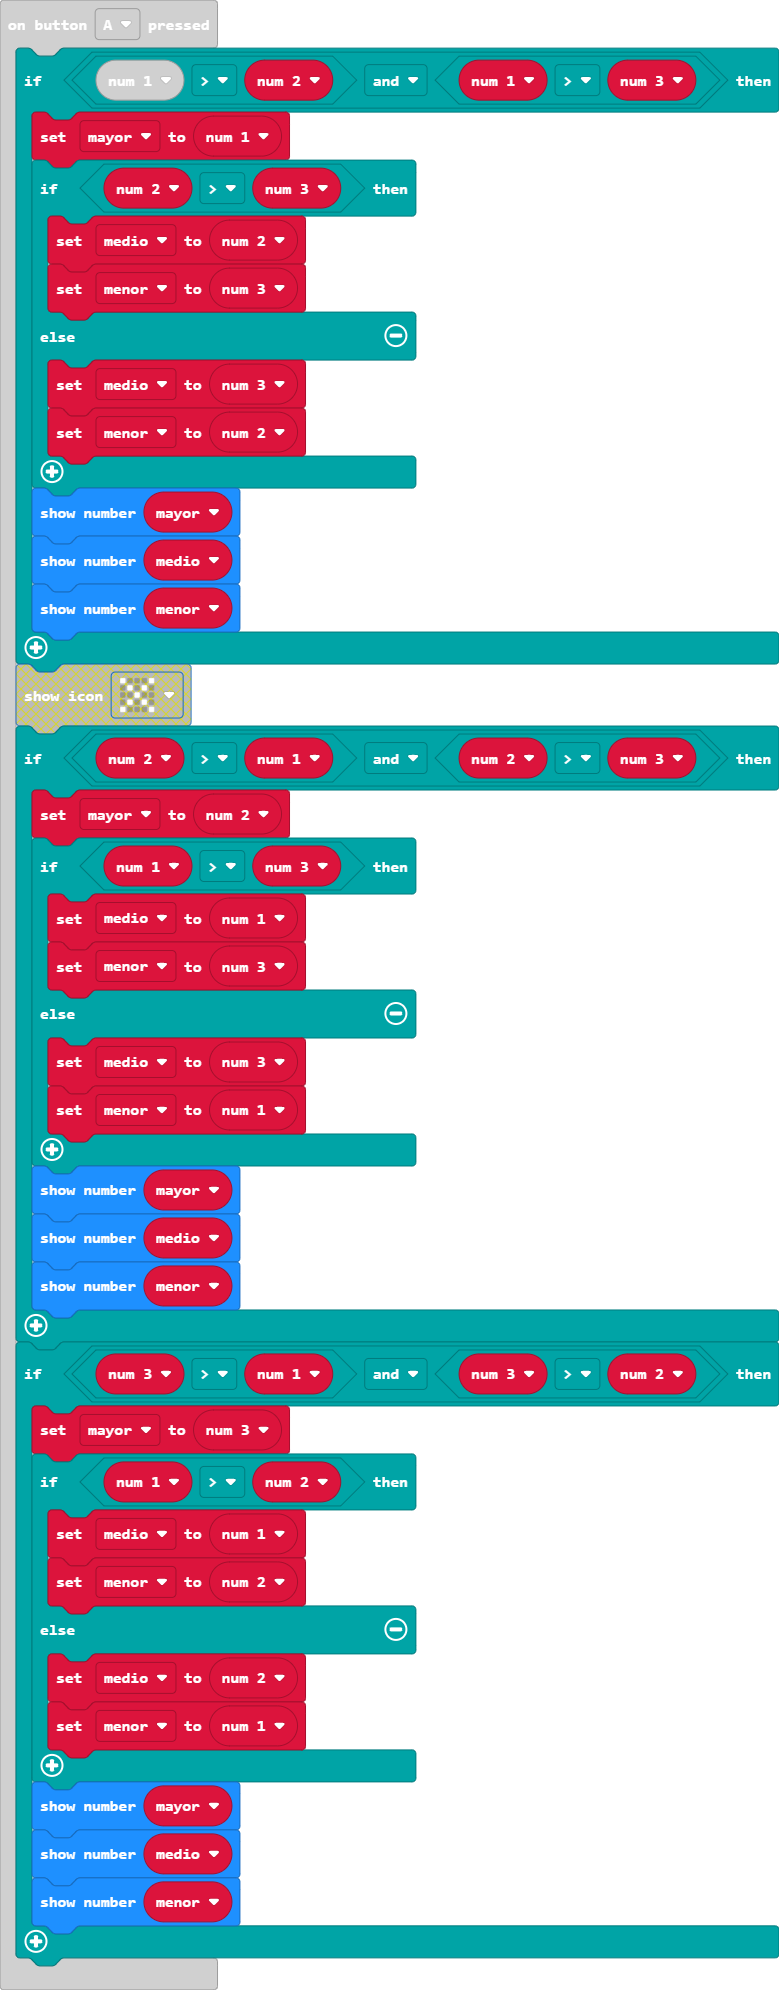 on button A pressed
if num 1 > num 2 and num 1 > num 3 then
set mayor to num 1
if num 2 > num 3 then
set medio to num 2
set menor to num 3
else
set medio to num 3
set menor to num 2
show number mayor
show number medio
show number menor
show icon
if num 2 > num 1 and num 2 > num 3 then
set mayor to num 2
if num 1 > num 3 then
set medio to num 1
set menor to num 3
else
set medio to num 3
set menor to num 1
show number mayor
show number medio
show number menor
if num 3 > num 1 and num 3 > num 2 then
set mayor to num 3
if num 1 > num 2 then
set medio to num 1
set menor to num 2
else
set medio to num 2
set menor to num 1
show number mayor
show number medio
show number menor